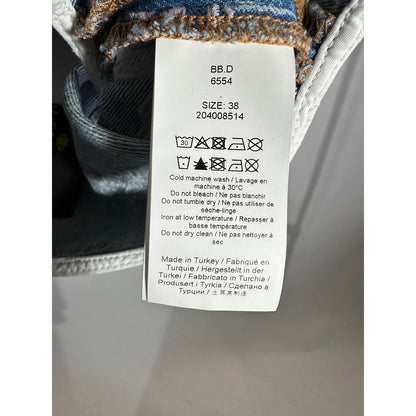 BB.D
6554
SIZE: 38
204008514
30
Cold machine wash / Lavage en
machine à 30°C
Do not bleach / Ne pas blanchir
Do not tumble dry / Ne pas utiliser de
sèche-linge
Iron at low temperature / Repasser à
basse température
Do not dry clean / Ne pas nettoyer à
sec
Made in Turkey / Fabriqué en
Turquie / Hergestellt in der
Turkei / Fabbricato in Turchia /
Produsert i Tyrkia / Сделано в
Турции / 土耳其制造